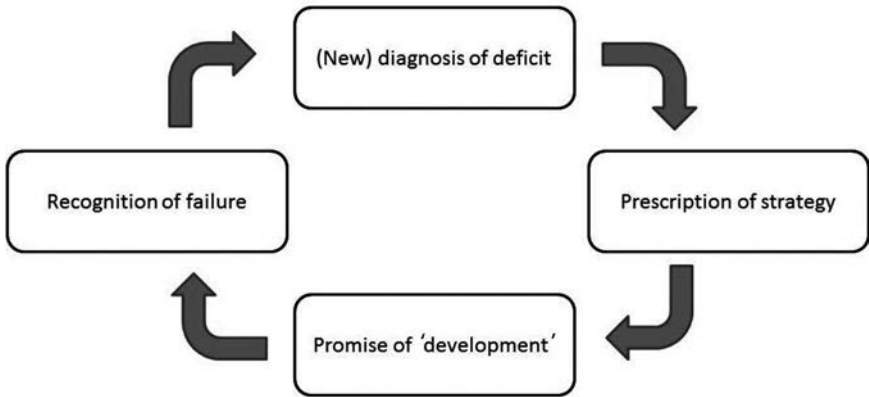 (New) diagnosis of deficit
Prescription of strategy
Promise of 'development'
Recognition of failure